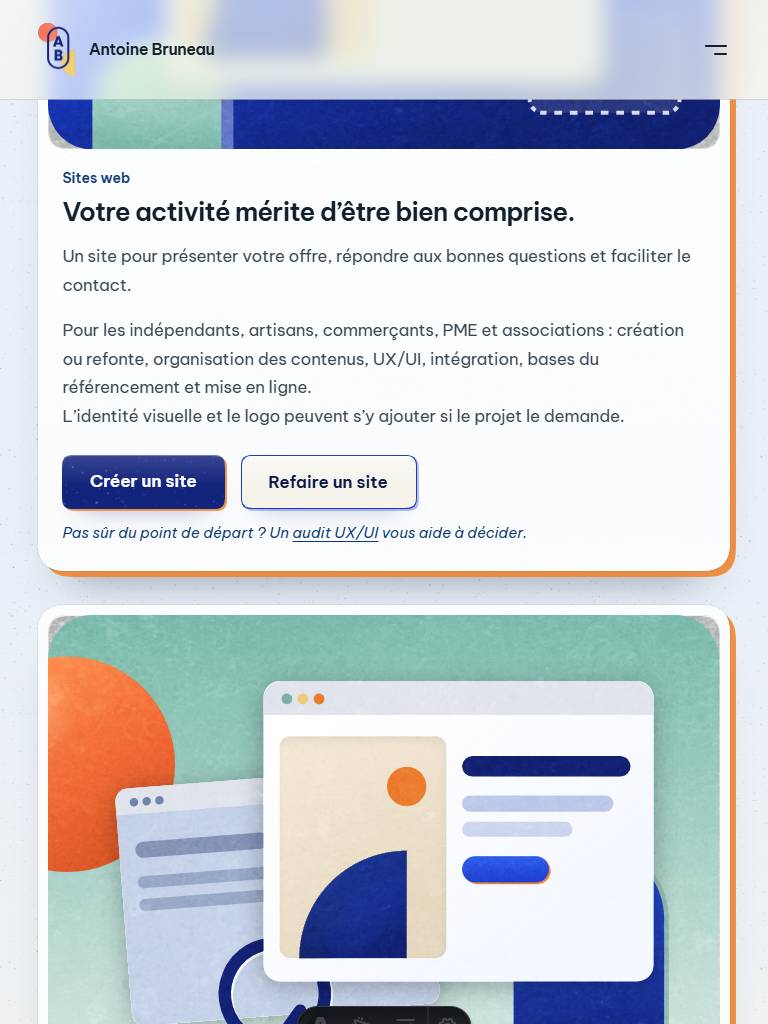 A
B
Antoine Bruneau
Sites web
Votre activité mérite d’être bien comprise.
Un site pour présenter votre offre, répondre aux bonnes questions et faciliter le
contact.
Pour les indépendants, artisans, commerçants, PME et associations : création
ou refonte, organisation des contenus, UX/UI, intégration, bases du
référencement et mise en ligne.
L’identité visuelle et le logo peuvent s’y ajouter si le projet le demande.
Créer un site
Refaire un site
Pas sûr du point de départ ? Un audit UX/UI vous aide à décider.